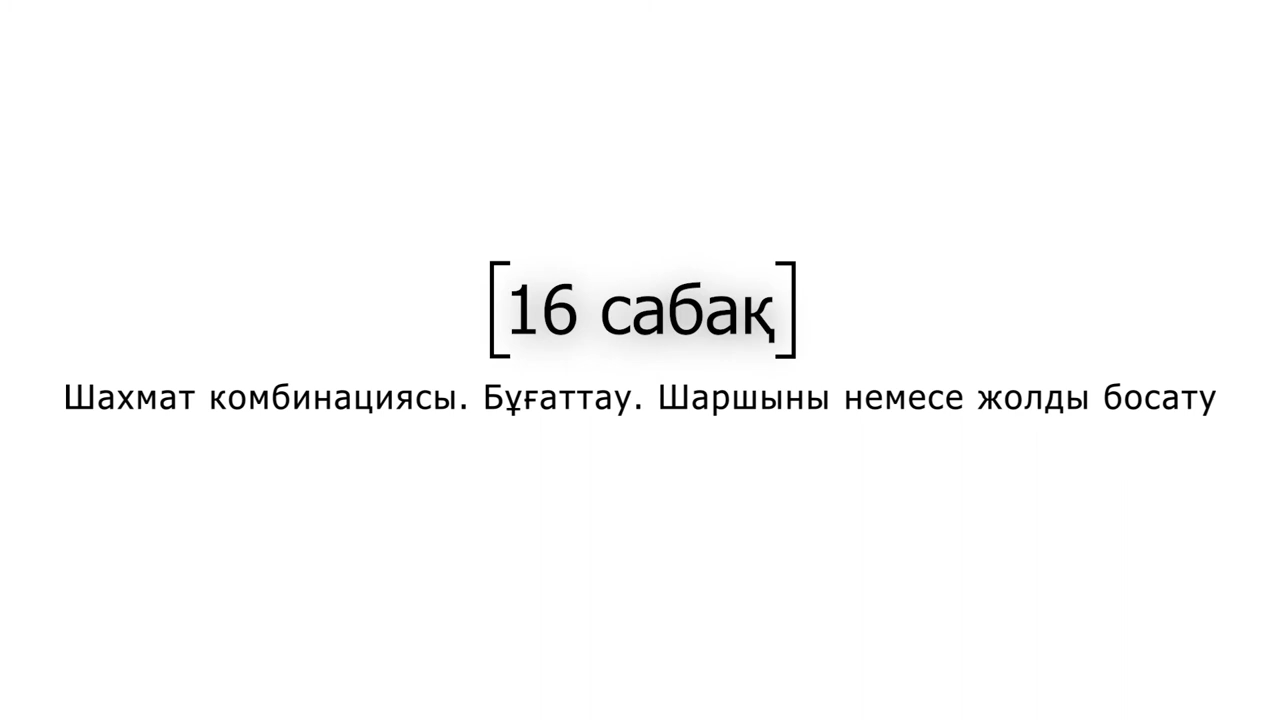 [16 сабақ]
Шахмат комбинациясы. Бұғаттау. Шаршыны немесе жолды босату